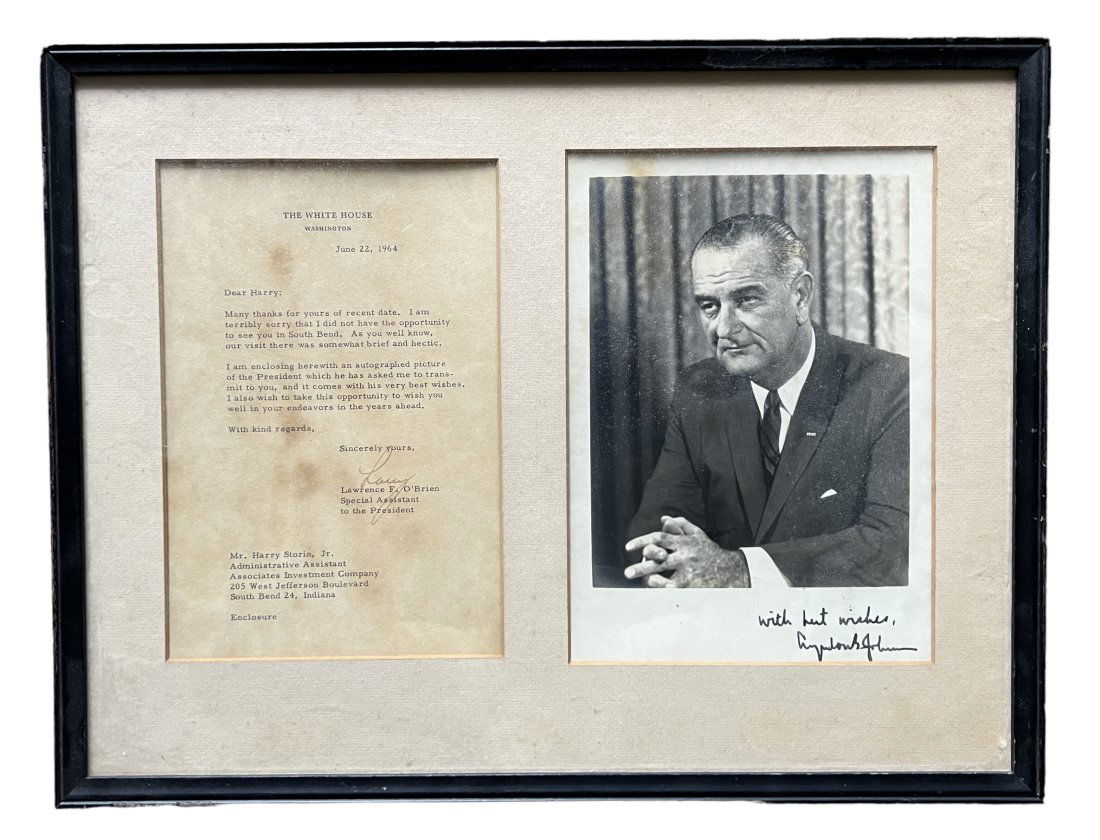 THE WHITE HOUSE
WASHINGTON
June 22, 1964
Dear Harry:
Many thanks for yours of recent date. I am
terribly sorry that I did not have the opportunity
to see you in South Bend. As you well know,
our visit there was somewhat brief and hectic.
I am enclosing herewith an autographed picture
of the President which he has asked me to trans-
mit to you, and it comes with his very best wishes.
I also wish to take this opportunity to wish you
well in your endeavors in the years ahead.
With kind regards,
Sincerely yours,
Larry
Lawrence F. O'Brien
Special Assistant
to the President
Mr. Harry Storin, Jr.
Administrative Assistant
Associates Investment Company
205 West Jefferson Boulevard
South Bend 24, Indiana
Enclosure
with best wishes,
Lyndon B. Johnson